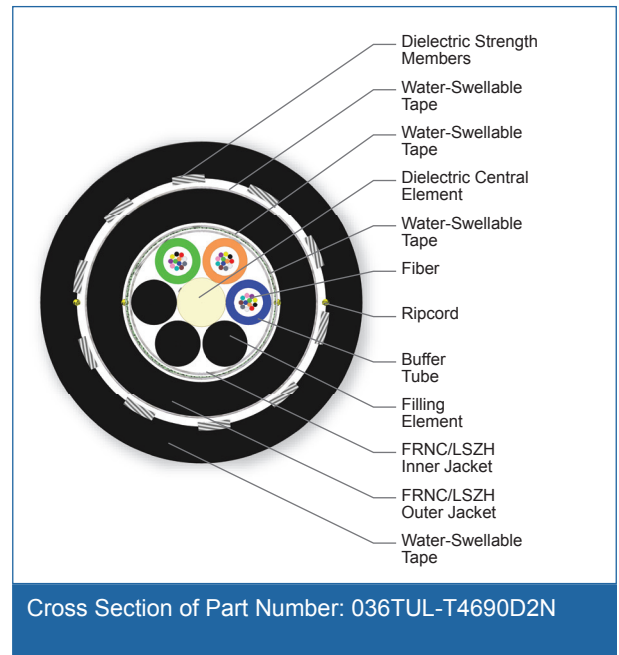 Dielectric Strength
Members
Water-Swellable
Tape
Water-Swellable
Tape
Dielectric Central
Element
Water-Swellable
Tape
Fiber
Ripcord
Buffer
Tube
Filling
Element
FRNC/LSZH
Inner Jacket
FRNC/LSZH
Outer Jacket
Water-Swellable
Tape
Cross Section of Part Number: 036TUL-T4690D2N